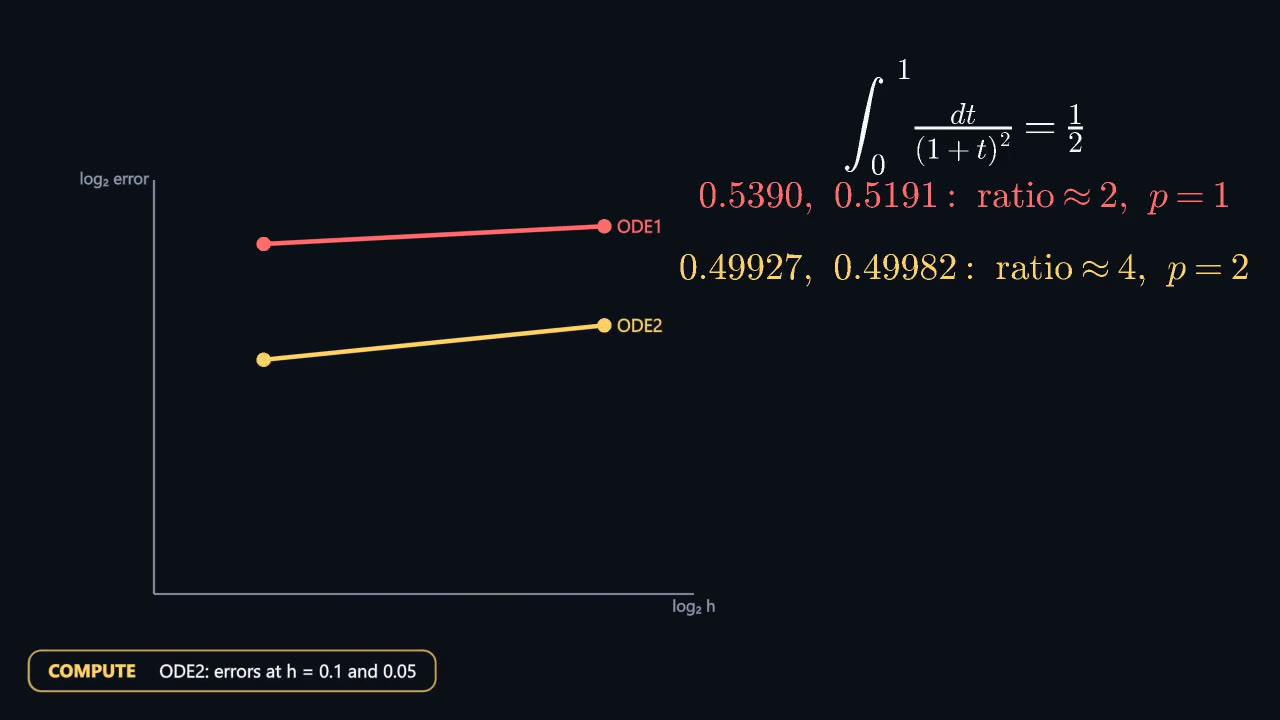 ∫₀¹ dt/(1 + t)² = 1/2
log₂ error
0.5390, 0.5191 : ratio ≈ 2, p = 1
ODE1
0.49927, 0.49982 : ratio ≈ 4, p = 2
ODE2
log₂ h
COMPUTE ODE2: errors at h = 0.1 and 0.05